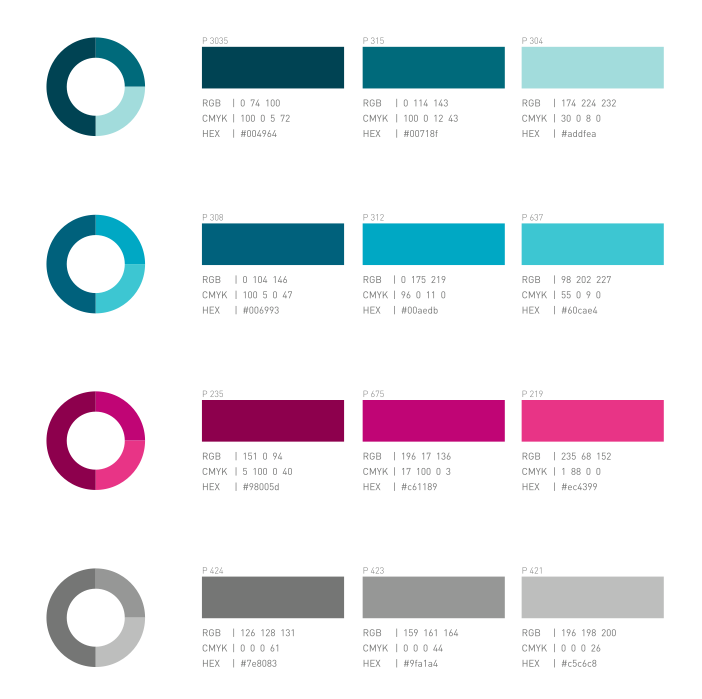 P 3035
RGB | 0 74 100
CMYK | 100 0 5 72
HEX | #004964
P 315
RGB | 0 114 143
CMYK | 100 0 12 43
HEX | #00718f
P 304
RGB | 174 224 232
CMYK | 30 0 8 0
HEX | #addfea
P 308
RGB | 0 104 146
CMYK | 100 5 0 47
HEX | #006993
P 312
RGB | 0 175 219
CMYK | 96 0 11 0
HEX | #00aedb
P 637
RGB | 98 202 227
CMYK | 55 0 9 0
HEX | #60cae4
P 235
RGB | 151 0 94
CMYK | 5 100 0 40
HEX | #98005d
P 675
RGB | 196 17 136
CMYK | 17 100 0 3
HEX | #c61189
P 219
RGB | 235 68 152
CMYK | 1 88 0 0
HEX | #ec4399
P 424
RGB | 126 128 131
CMYK | 0 0 0 61
HEX | #7e8083
P 423
RGB | 159 161 164
CMYK | 0 0 0 44
HEX | #9fa1a4
P 421
RGB | 196 198 200
CMYK | 0 0 0 26
HEX | #c5c6c8